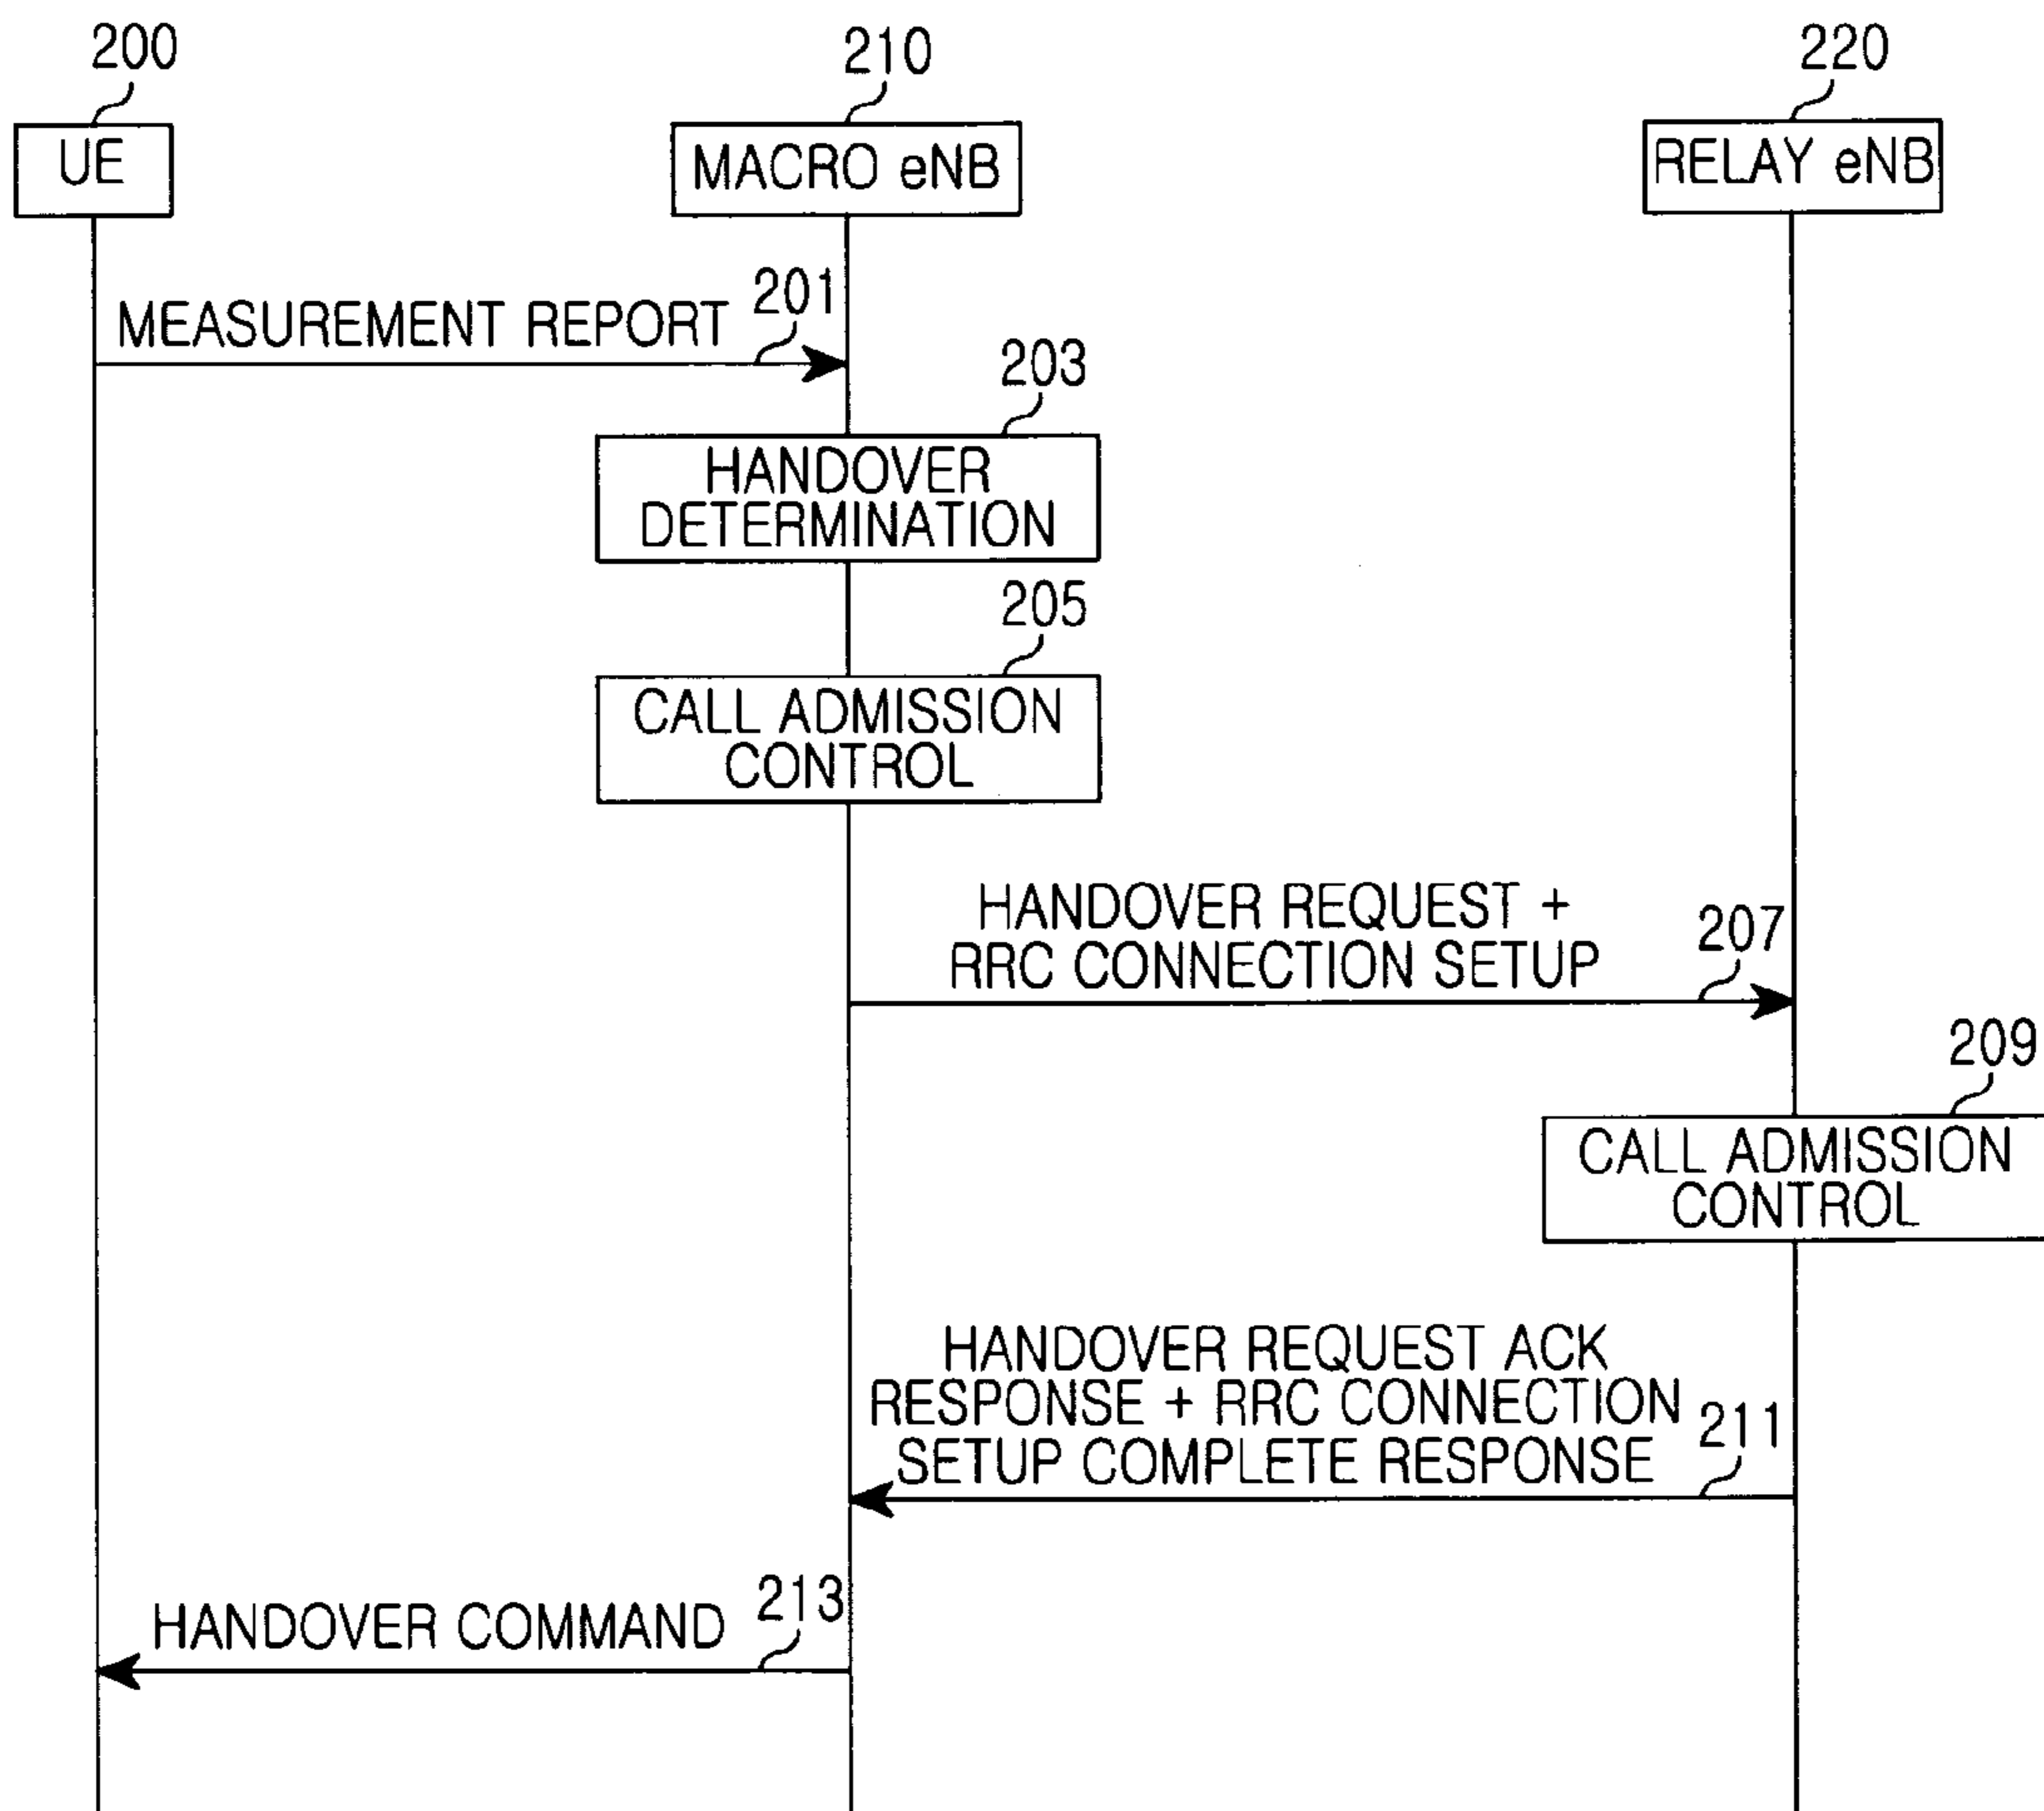 200
210
220
UE
MACRO eNB
RELAY eNB
MEASUREMENT REPORT
201
203
HANDOVER
DETERMINATION
205
CALL ADMISSION
CONTROL
HANDOVER REQUEST +
RRC CONNECTION SETUP
207
209
CALL ADMISSION
CONTROL
HANDOVER REQUEST ACK
RESPONSE + RRC CONNECTION
SETUP COMPLETE RESPONSE
211
HANDOVER COMMAND
213